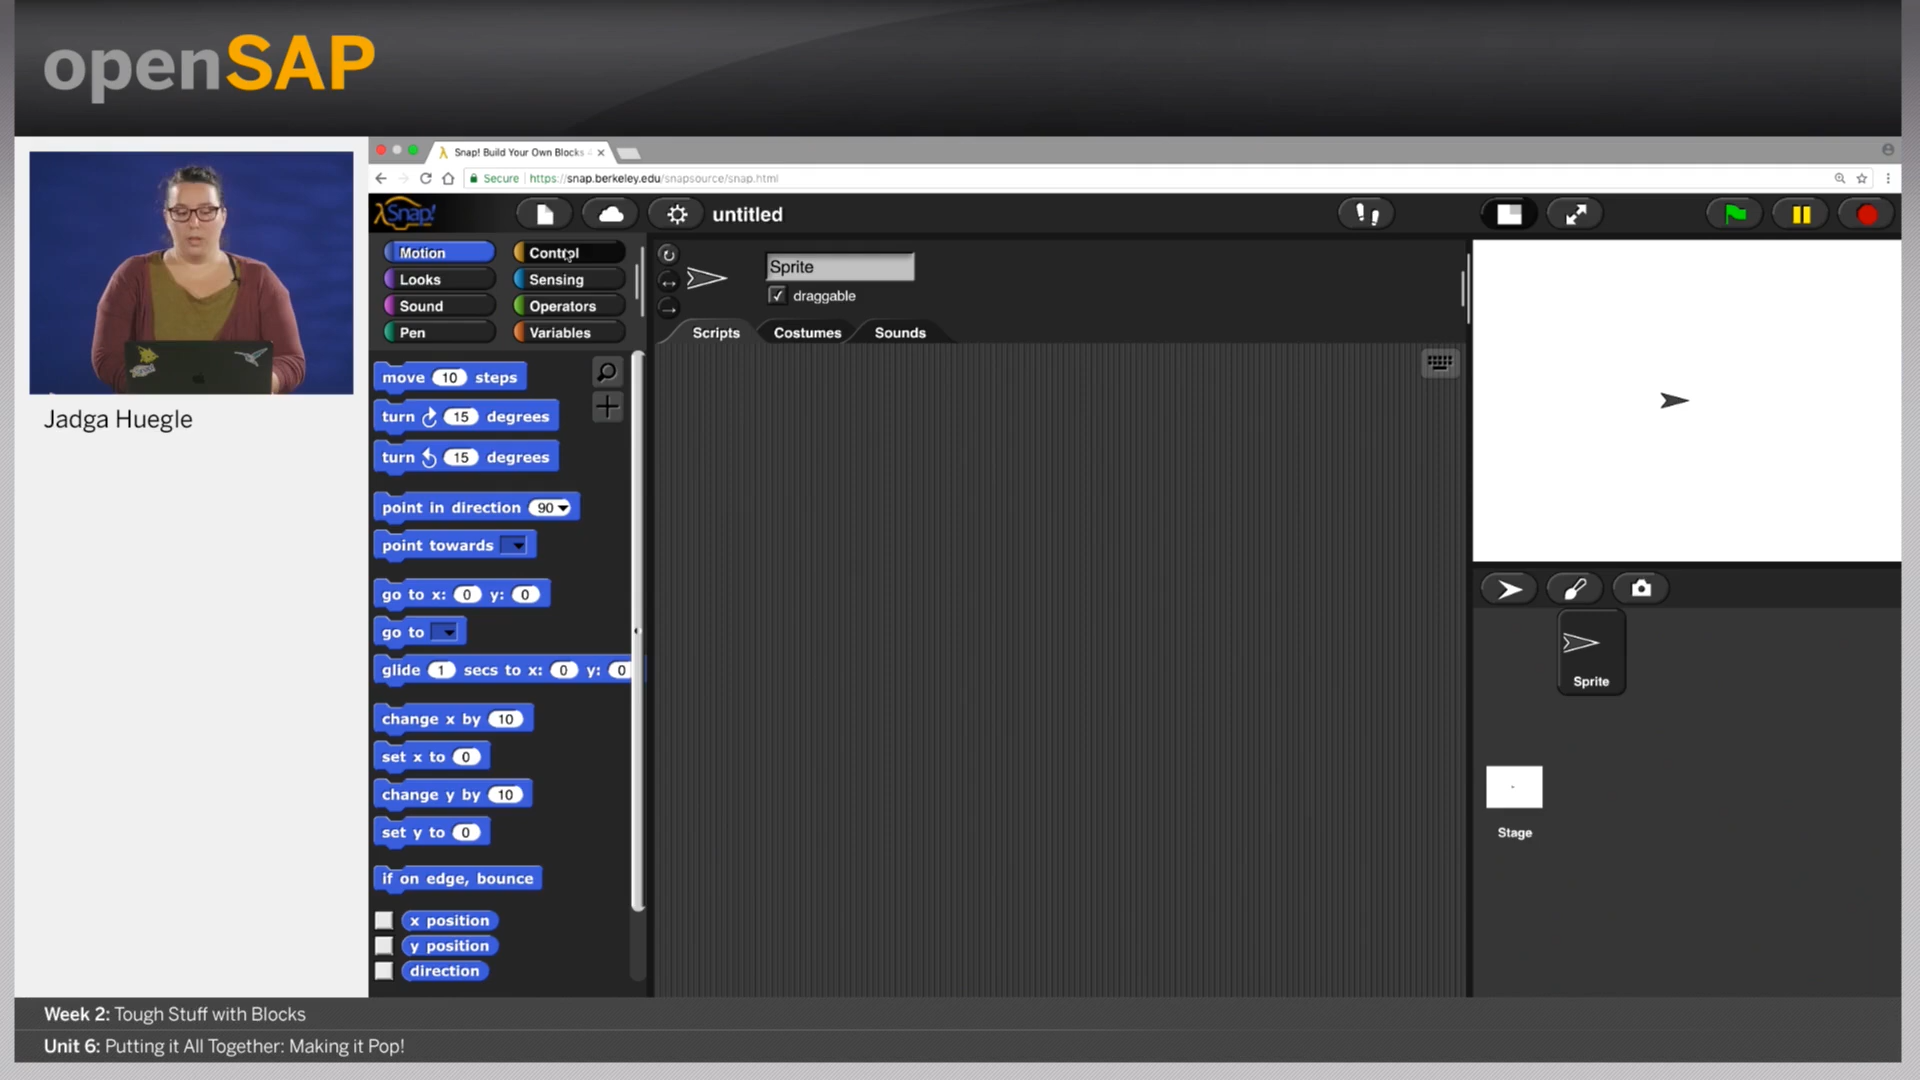 openSAP
Snap! Build Your Own Blocks
Secure https://snap.berkeley.edu/snapsource/snap.html
Snap!
untitled
Motion
Control
Looks
Sensing
Sound
Operators
Pen
Variables
Sprite
draggable
Scripts Costumes Sounds
move 10 steps
turn 15 degrees
turn 15 degrees
point in direction 90
point towards
go to x: 0 y: 0
go to
glide 1 secs to x: 0 y: 0
change x by 10
set x to 0
change y by 10
set y to 0
if on edge, bounce
x position
y position
direction
Sprite
Stage
Jadga Huegle
Week 2: Tough Stuff with Blocks
Unit 6: Putting it All Together: Making it Pop!